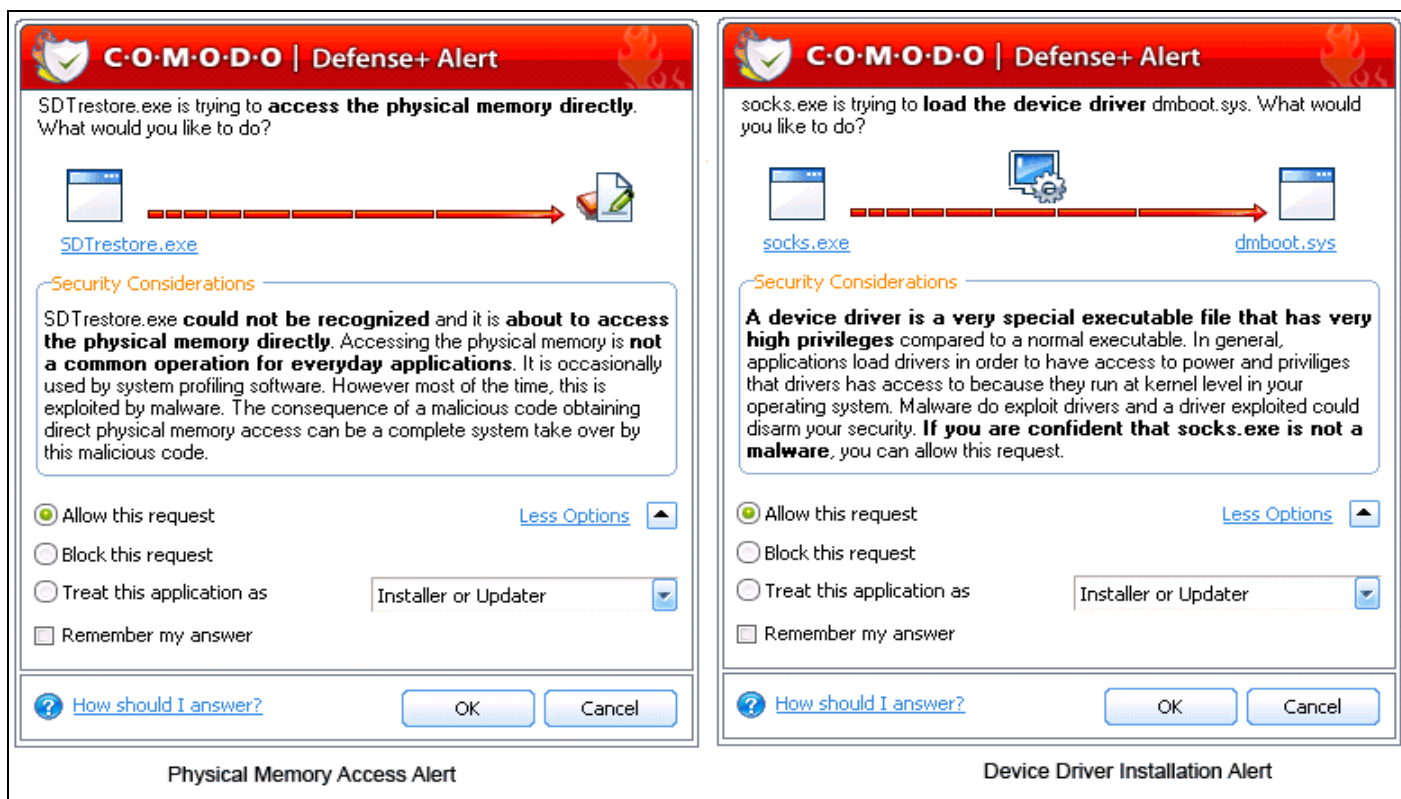 C·O·M·O·D·O | Defense+ Alert
SDTrestore.exe is trying to access the physical memory directly.
What would you like to do?
SDTrestore.exe
Security Considerations
SDTrestore.exe could not be recognized and it is about to access
the physical memory directly. Accessing the physical memory is not
a common operation for everyday applications. It is occasionally
used by system profiling software. However most of the time, this is
exploited by malware. The consequence of a malicious code obtaining
direct physical memory access can be a complete system take over by
this malicious code.
Allow this request
Less Options
Block this request
Treat this application as
Installer or Updater
Remember my answer
How should I answer?
OK
Cancel
Physical Memory Access Alert
C·O·M·O·D·O | Defense+ Alert
socks.exe is trying to load the device driver dmboot.sys. What would
you like to do?
socks.exe
dmboot.sys
Security Considerations
A device driver is a very special executable file that has very
high privileges compared to a normal executable. In general,
applications load drivers in order to have access to power and priviliges
that drivers has access to because they run at kernel level in your
operating system. Malware do exploit drivers and a driver exploited could
disarm your security. If you are confident that socks.exe is not a
malware, you can allow this request.
Allow this request
Less Options
Block this request
Treat this application as
Installer or Updater
Remember my answer
How should I answer?
OK
Cancel
Device Driver Installation Alert